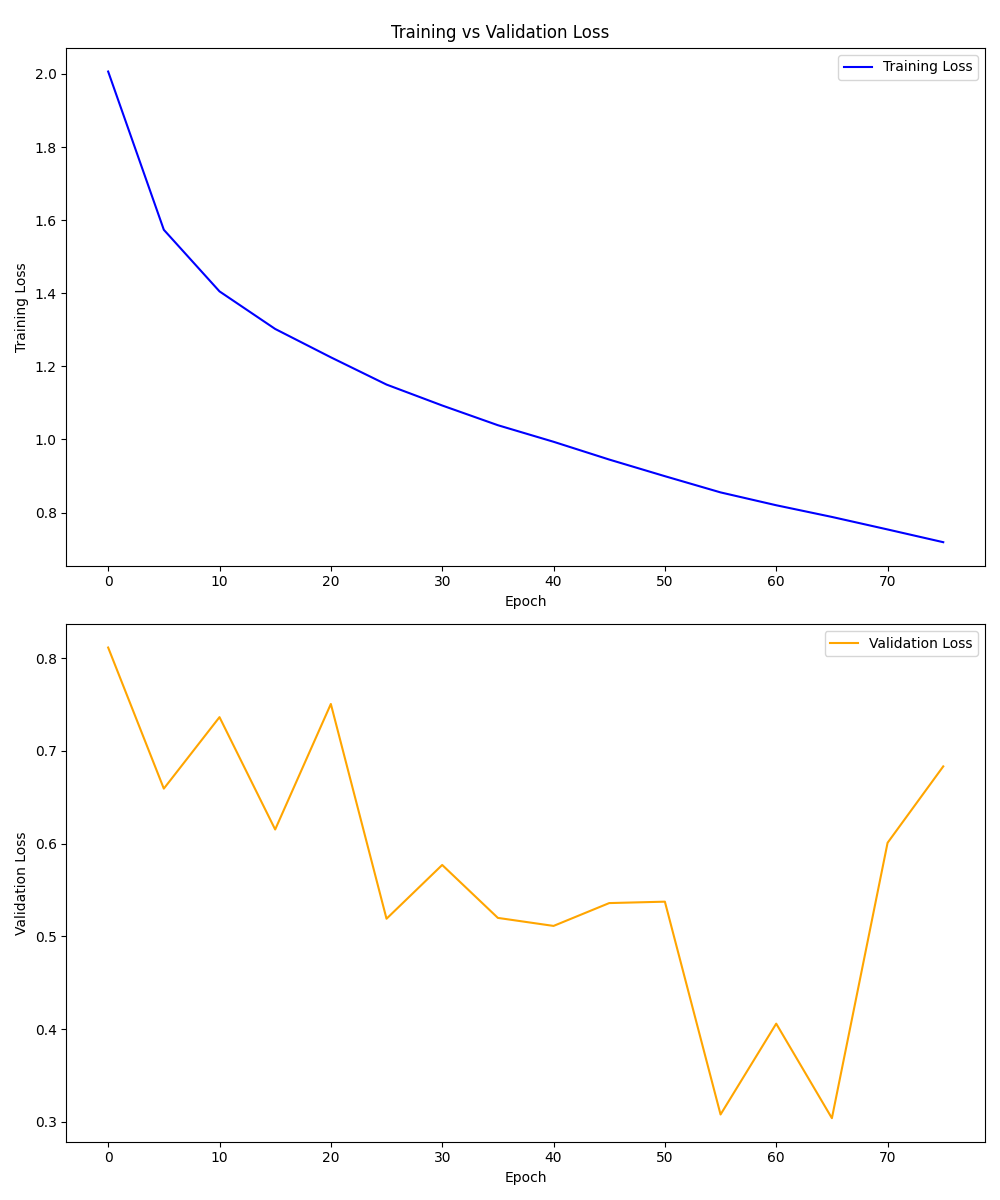 Training vs Validation Loss
Training Loss
2.0
1.8
1.6
1.4
1.2
1.0
0.8
Training Loss
0 10 20 30 40 50 60 70
Epoch
Validation Loss
0.8
0.7
0.6
0.5
0.4
0.3
Validation Loss
0 10 20 30 40 50 60 70
Epoch